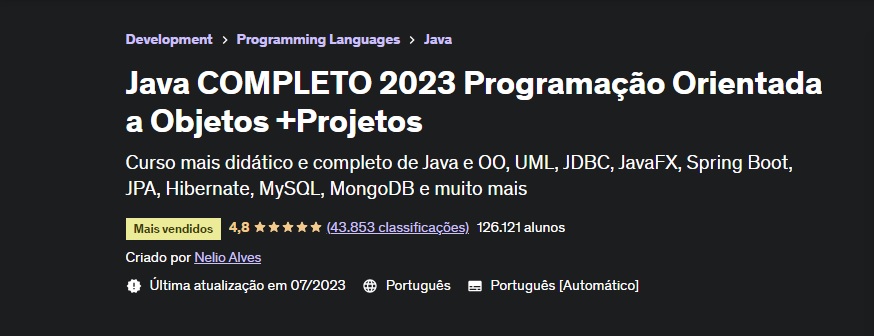 Development > Programming Languages > Java
Java COMPLETO 2023 Programação Orientada
a Objetos +Projetos
Curso mais didático e completo de Java e OO, UML, JDBC, JavaFX, Spring Boot,
JPA, Hibernate, MySQL, MongoDB e muito mais
Mais vendidos 4,8 ★★★★★ (43.853 classificações) 126.121 alunos
Criado por Nelio Alves
Última atualização em 07/2023 Português Português [Automático]